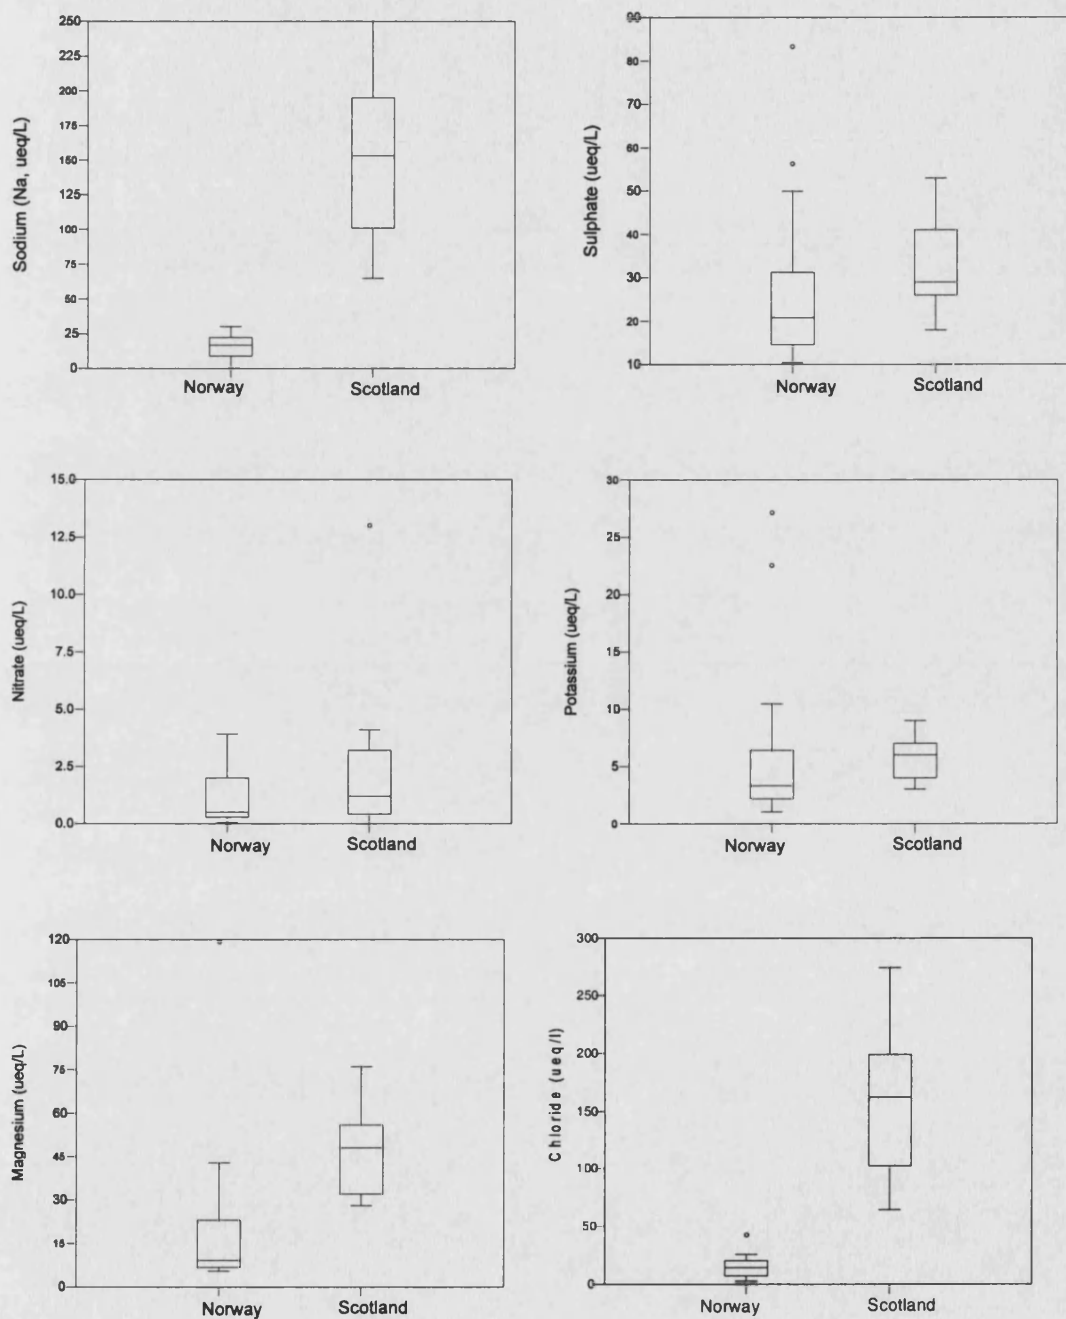 Sodium (Na, ueq/L)
250
225
200
175
150
125
100
75
50
25
0
Norway
Scotland
Sulphate (ueq/L)
90
80
70
60
50
40
30
20
10
Norway
Scotland
Nitrate (ueq/L)
15.0
12.5
10.0
7.5
5.0
2.5
0.0
Norway
Scotland
Potassium (ueq/L)
30
25
20
15
10
5
0
Norway
Scotland
Magnesium (ueq/L)
120
105
90
75
60
45
30
15
0
Norway
Scotland
Chloride (ueq/l)
300
250
200
150
100
50
0
Norway
Scotland